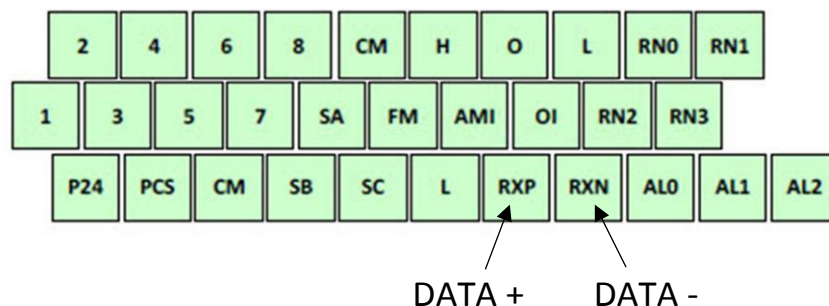 2 4 6 8 CM H O L RN0 RN1
1 3 5 7 SA FM AMI OI RN2 RN3
P24 PCS CM SB SC L RXP RXN AL0 AL1 AL2
DATA + DATA -